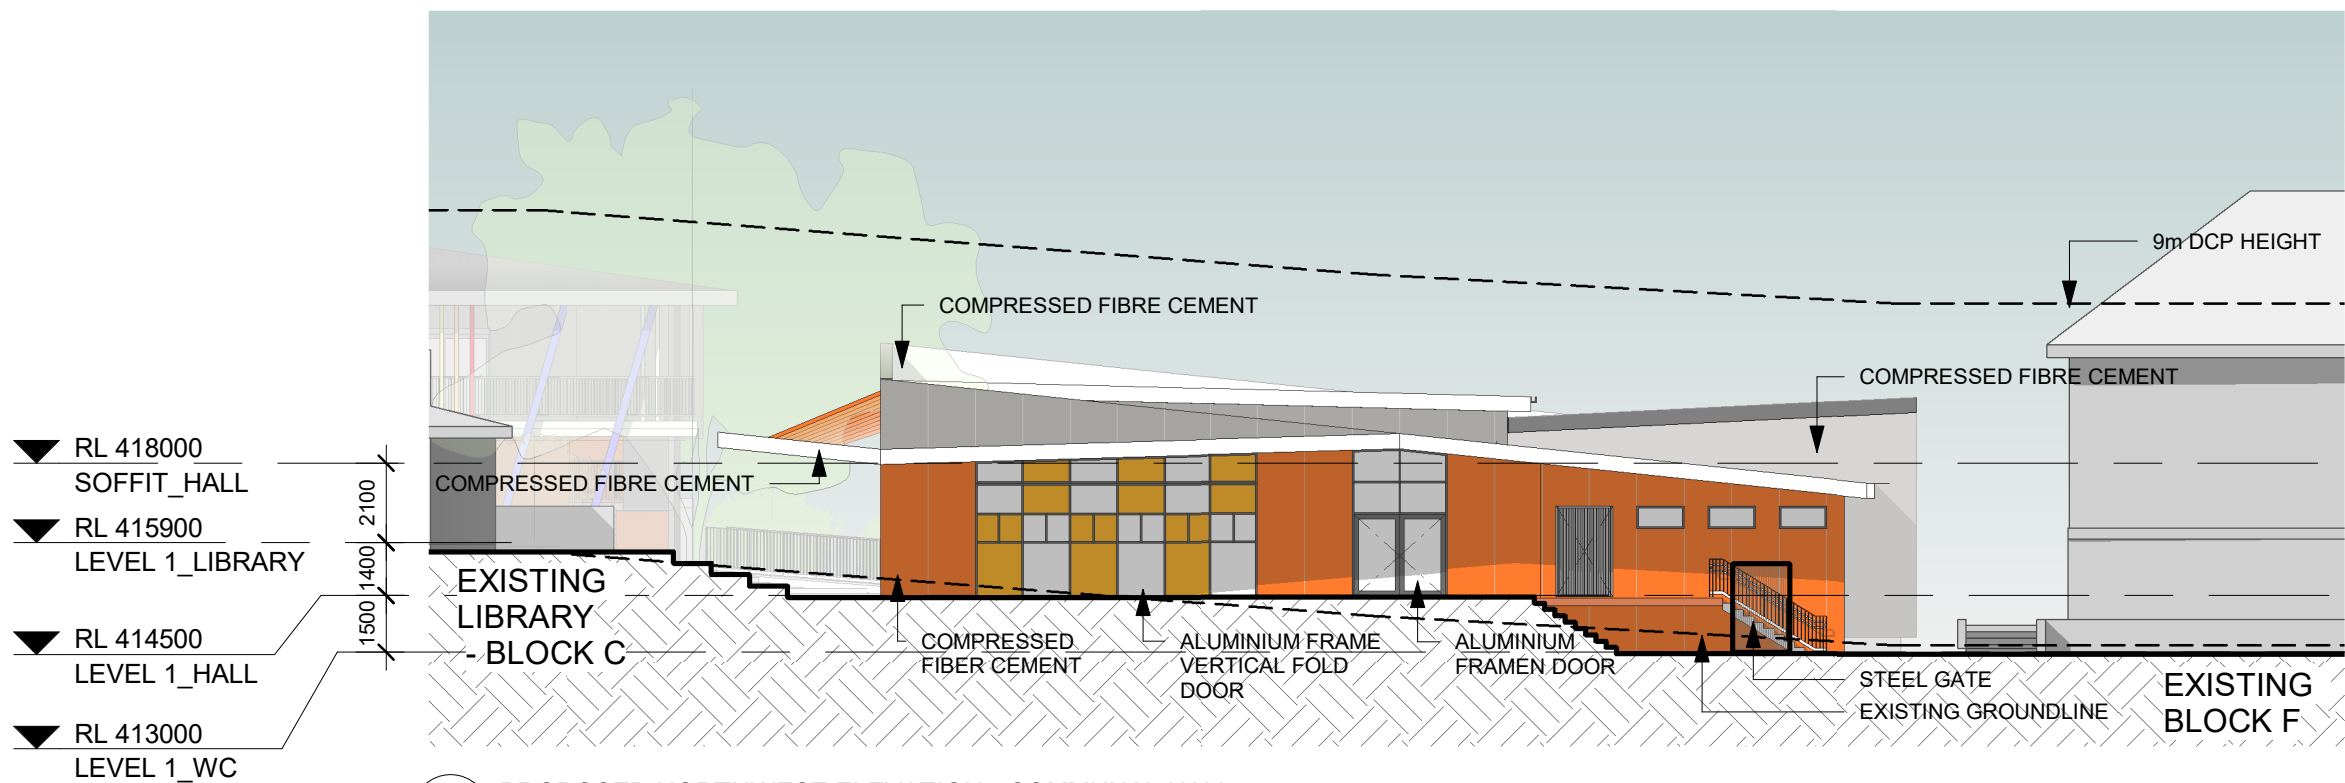 9m DCP HEIGHT
COMPRESSED FIBRE CEMENT
COMPRESSED FIBRE CEMENT
RL 418000
SOFFIT_HALL
COMPRESSED FIBRE CEMENT
2100
RL 415900
LEVEL 1_LIBRARY
1400
EXISTING
LIBRARY
- BLOCK C
1500
RL 414500
LEVEL 1_HALL
COMPRESSED
FIBER CEMENT
ALUMINIUM FRAME
VERTICAL FOLD
DOOR
ALUMINIUM
FRAMEN DOOR
STEEL GATE
EXISTING GROUNDLINE
EXISTING
BLOCK F
RL 413000
LEVEL 1_WC